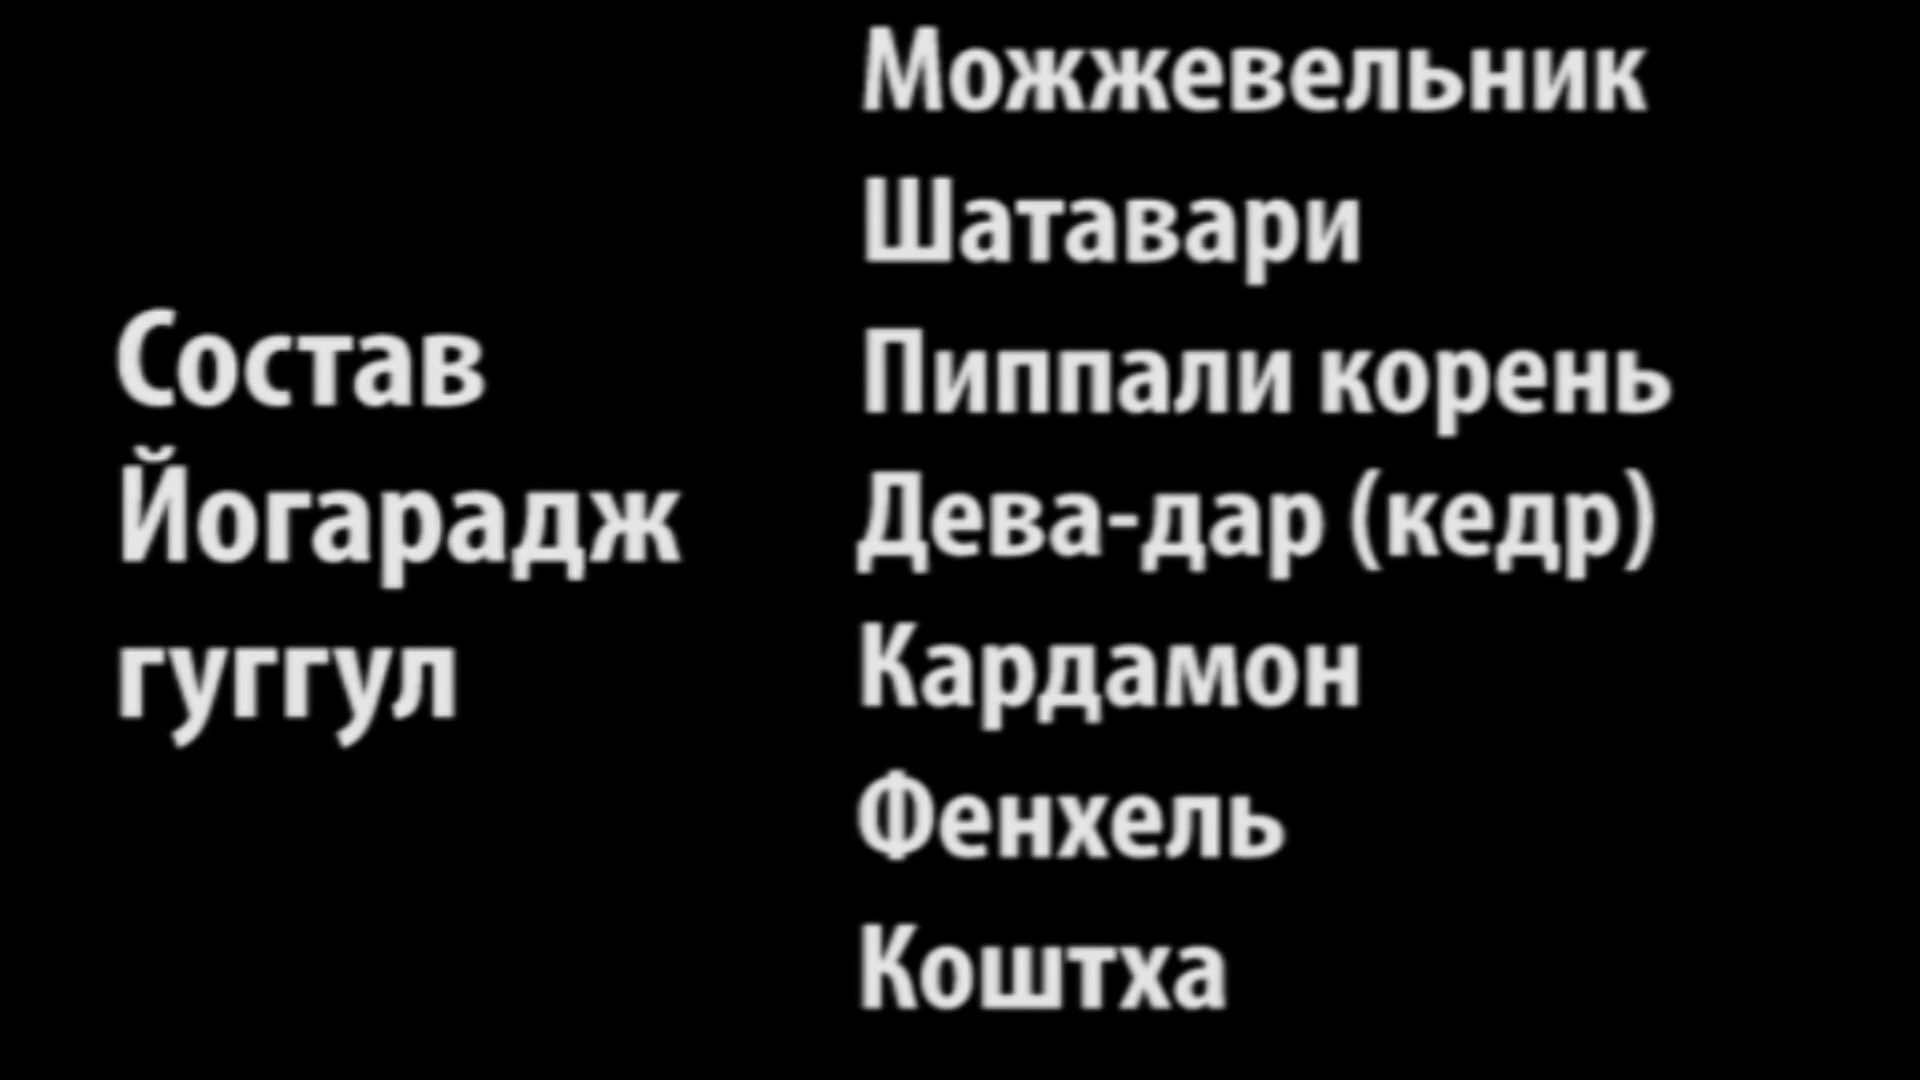 Состав
Йогарадж
гуггул
Можжевельник
Шатавари
Пиппали корень
Дева-дар (кедр)
Кардамон
Фенхель
Коштха